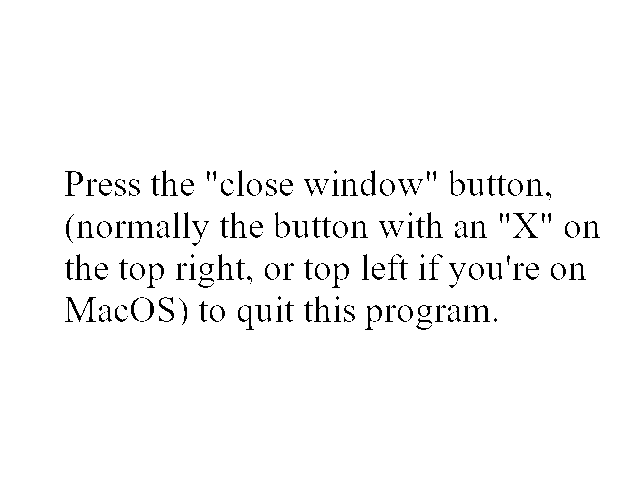 Press the "close window" button,
(normally the button with an "X" on
the top right, or top left if you're on
MacOS) to quit this program.